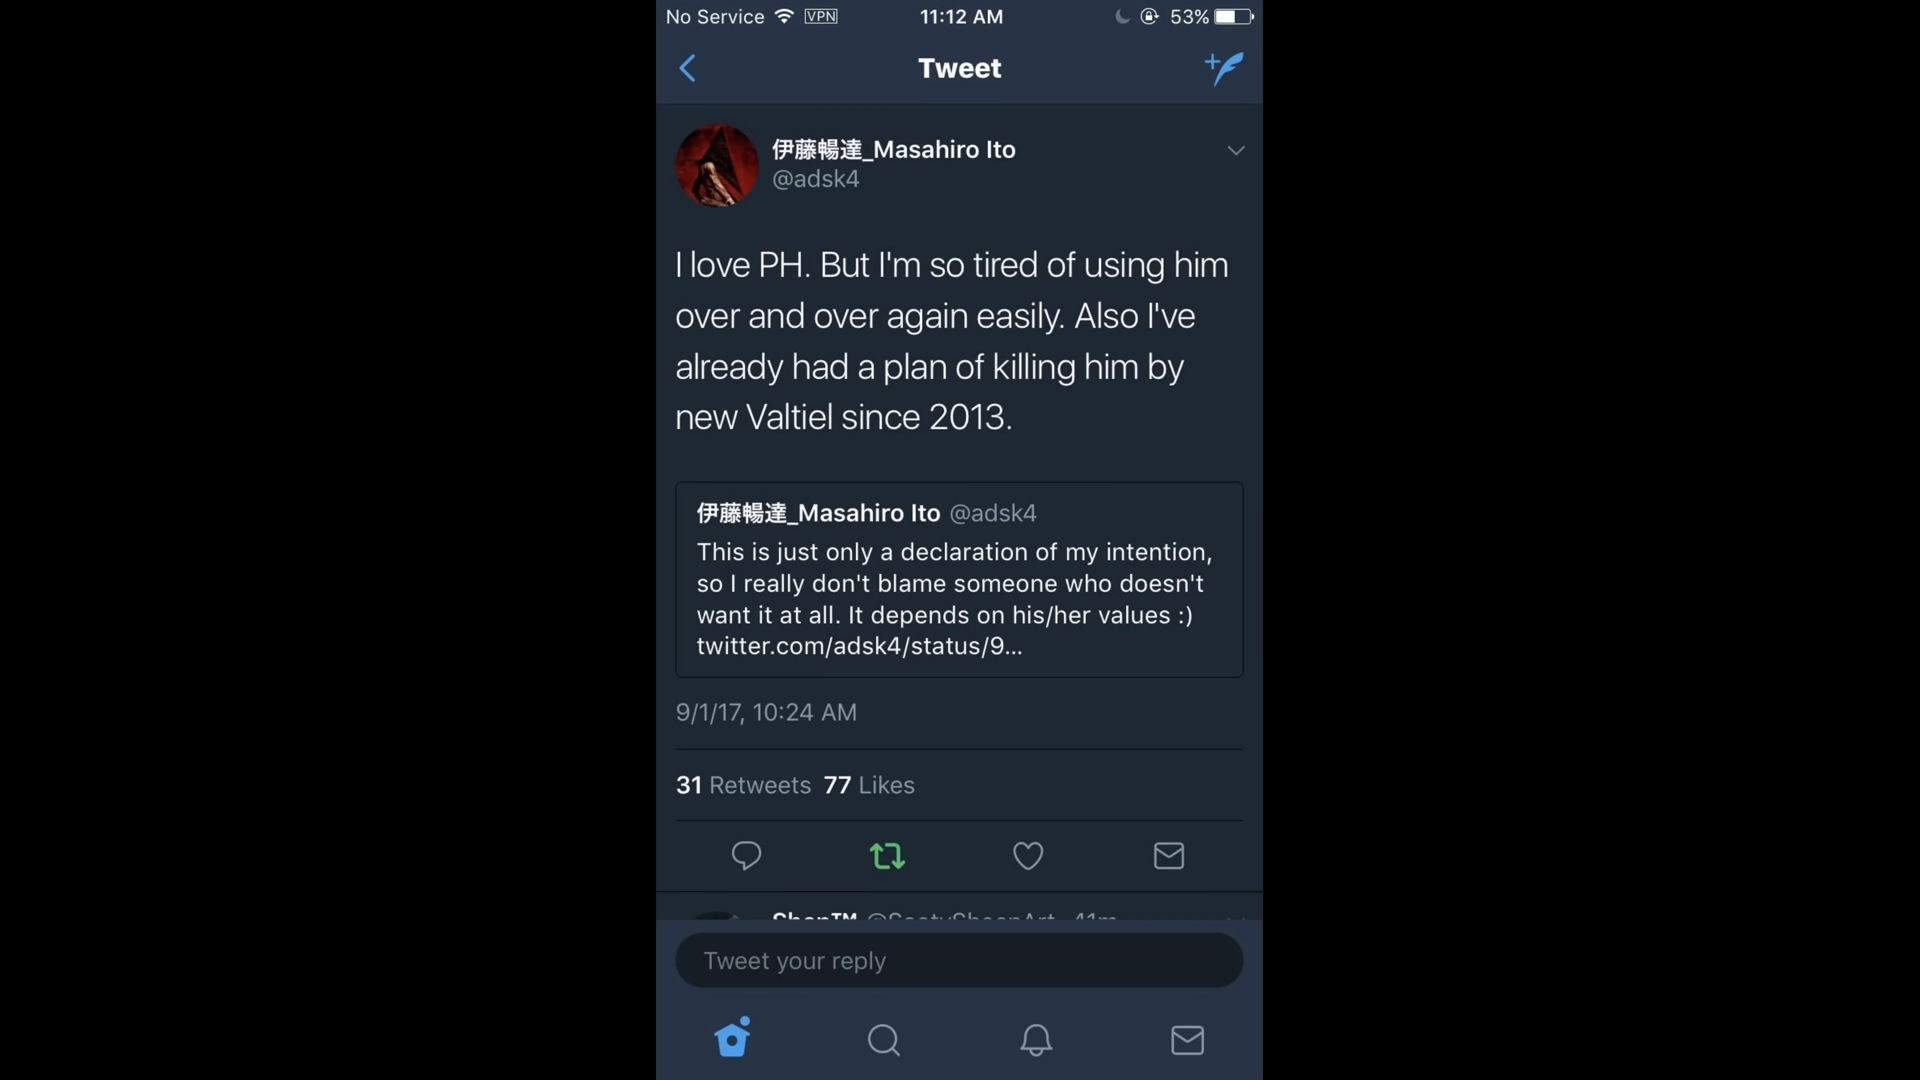 No Service VPN 11:12 AM 53%
Tweet
伊藤暢達_Masahiro Ito
@adsk4
I love PH. But I'm so tired of using him
over and over again easily. Also I've
already had a plan of killing him by
new Valtiel since 2013.
伊藤暢達_Masahiro Ito @adsk4
This is just only a declaration of my intention,
so I really don't blame someone who doesn't
want it at all. It depends on his/her values :)
twitter.com/adsk4/status/9...
9/1/17, 10:24 AM
31 Retweets 77 Likes
Tweet your reply